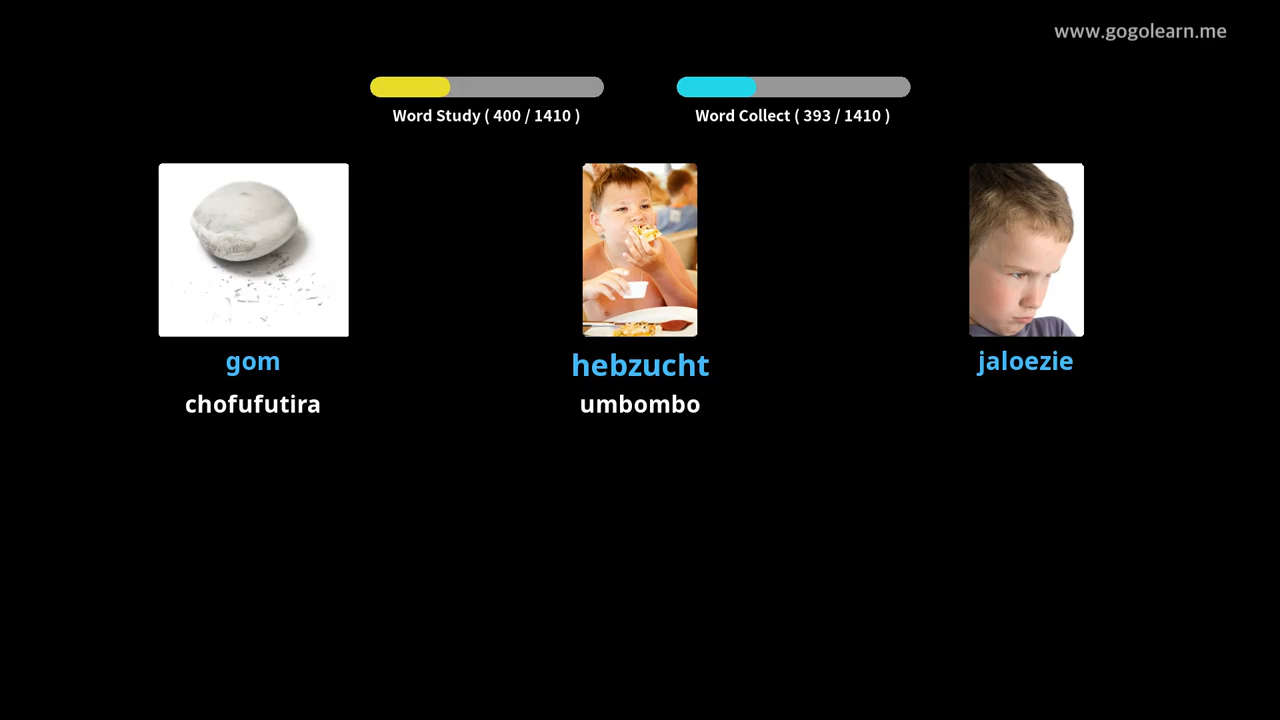 www.gogolearn.me
Word Study ( 400 / 1410 )
Word Collect ( 393 / 1410 )
gom
hebzucht
jaloezie
chofufutira
umbombo